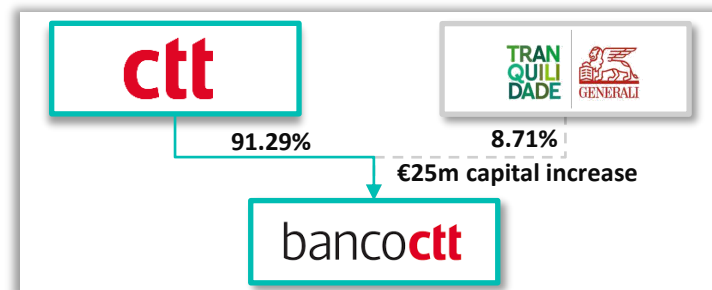 ctt
TRAN
QUILI
DADE
GENERALI
91.29%
8.71%
€25m capital increase
bancoctt